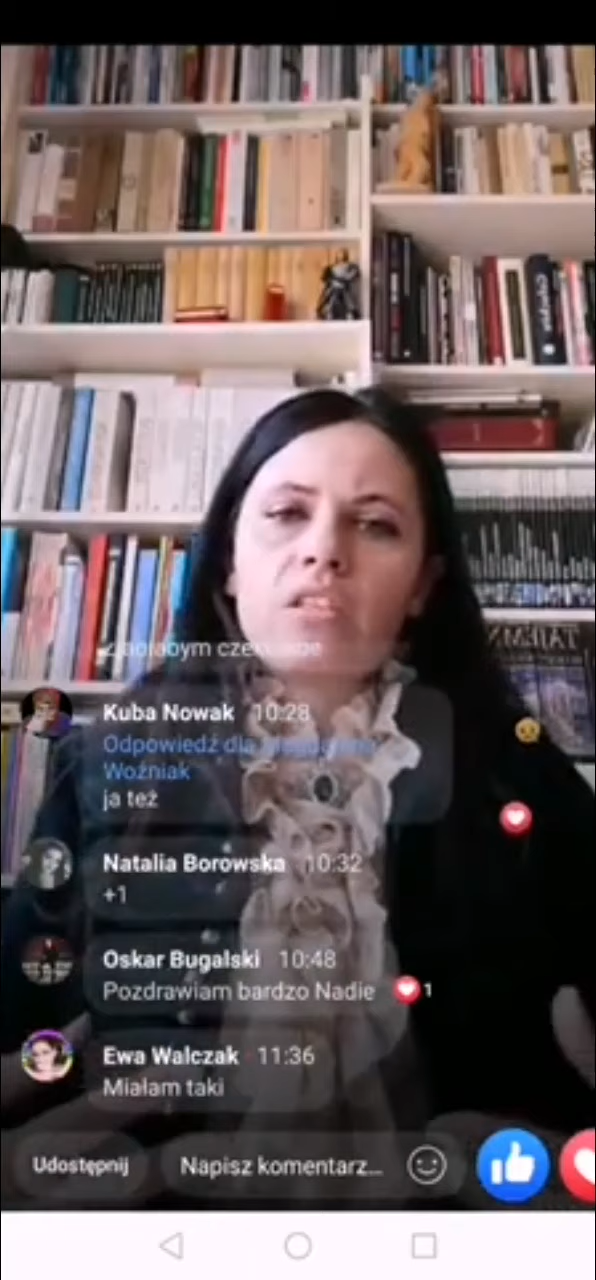 TAJEMN
Kuba Nowak 10:28
Odpowiedź dla
Woźniak
ja też
Natalia Borowska 10:32
+1
Oskar Bugalski 10:48
Pozdrawiam bardzo Nadie 1
Ewa Walczak 11:36
Miałam taki
Udostępnij Napisz komentarz...